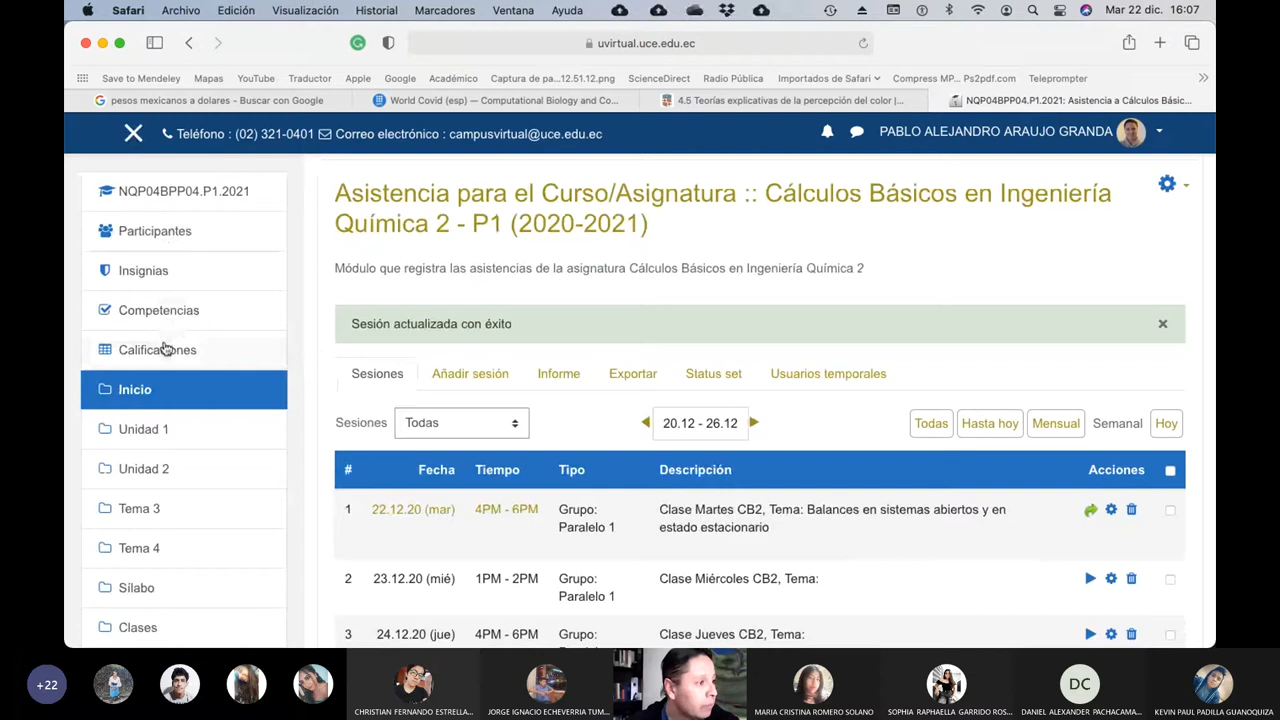 Safari Archivo Edición Visualización Historial Marcadores Ventana Ayuda Mar 22 dic. 16:07
uvirtual.uce.edu.ec
Save to Mendeley Mapas YouTube Traductor Apple Google Académico Captura de pa...12.51.12.png ScienceDirect Radio Pública Importados de Safari Compress MP... Ps2pdf.com Teleprompter
pesos mexicanos a dolares - Buscar con Google World Covid (esp) — Computational Biology and Co... 4.5 Teorías explicativas de la percepción del color |... NQP04BPP04.P1.2021: Asistencia a Cálculos Básic...
Teléfono : (02) 321-0401 Correo electrónico : campusvirtual@uce.edu.ec PABLO ALEJANDRO ARAUJO GRANDA
NQP04BPP04.P1.2021
Participantes
Insignias
Competencias
Calificaciones
Inicio
Unidad 1
Unidad 2
Tema 3
Tema 4
Sílabo
Clases
Asistencia para el Curso/Asignatura :: Cálculos Básicos en Ingeniería
Química 2 - P1 (2020-2021)
Módulo que registra las asistencias de la asignatura Cálculos Básicos en Ingeniería Química 2
Sesión actualizada con éxito ×
Sesiones Añadir sesión Informe Exportar Status set Usuarios temporales
Sesiones Todas 20.12 - 26.12 Todas Hasta hoy Mensual Semanal Hoy
# Fecha Tiempo Tipo Descripción Acciones
1 22.12.20 (mar) 4PM - 6PM Grupo: Clase Martes CB2, Tema: Balances en sistemas abiertos y en
Paralelo 1 estado estacionario
2 23.12.20 (mié) 1PM - 2PM Grupo: Clase Miércoles CB2, Tema:
Paralelo 1
3 24.12.20 (jue) 4PM - 6PM Grupo: Clase Jueves CB2, Tema:
+22 DC
CHRISTIAN FERNANDO ESTRELLA... JORGE IGNACIO ECHEVERRIA TUM... MARIA CRISTINA ROMERO SOLANO SOPHIA RAPHAELLA GARRIDO ROS... DANIEL ALEXANDER PACHACAMA... KEVIN PAUL PADILLA GUANOQUIZA